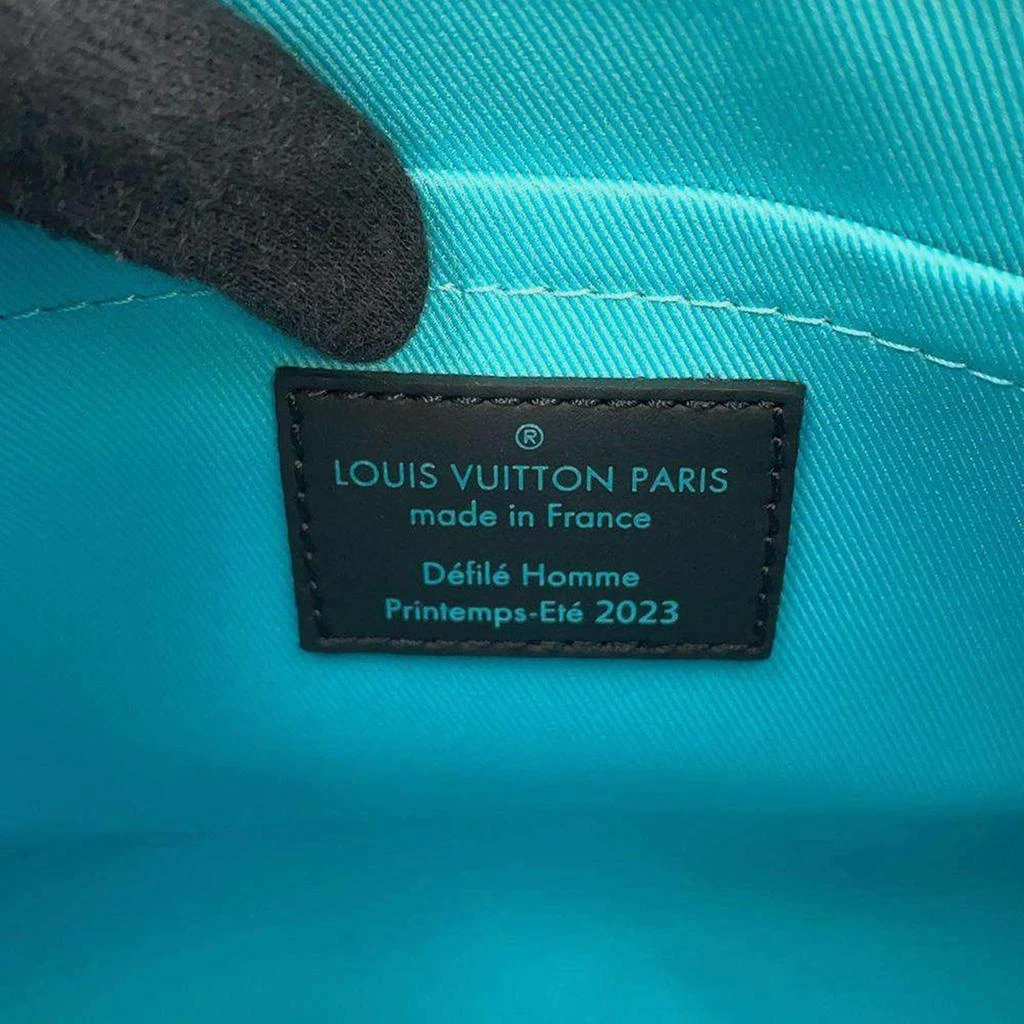 ®
LOUIS VUITTON PARIS
made in France
Défilé Homme
Printemps-Eté 2023